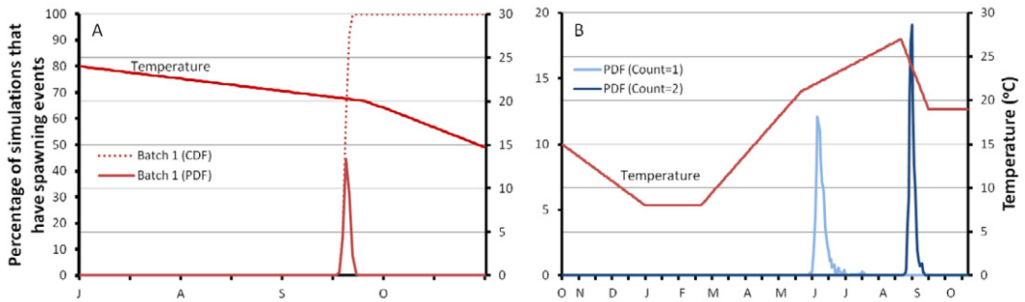 Percentage of simulations that
have spawning events
100
90
80
70
60
50
40
30
20
10
0
A
Temperature
Batch 1 (CDF)
Batch 1 (PDF)
30
25
20
15
10
5
0
J A S O
20
15
10
5
0
B
PDF (Count=1)
PDF (Count=2)
Temperature
30
25
20
15
10
5
0
Temperature (°C)
O N D J F M A M J J A S O